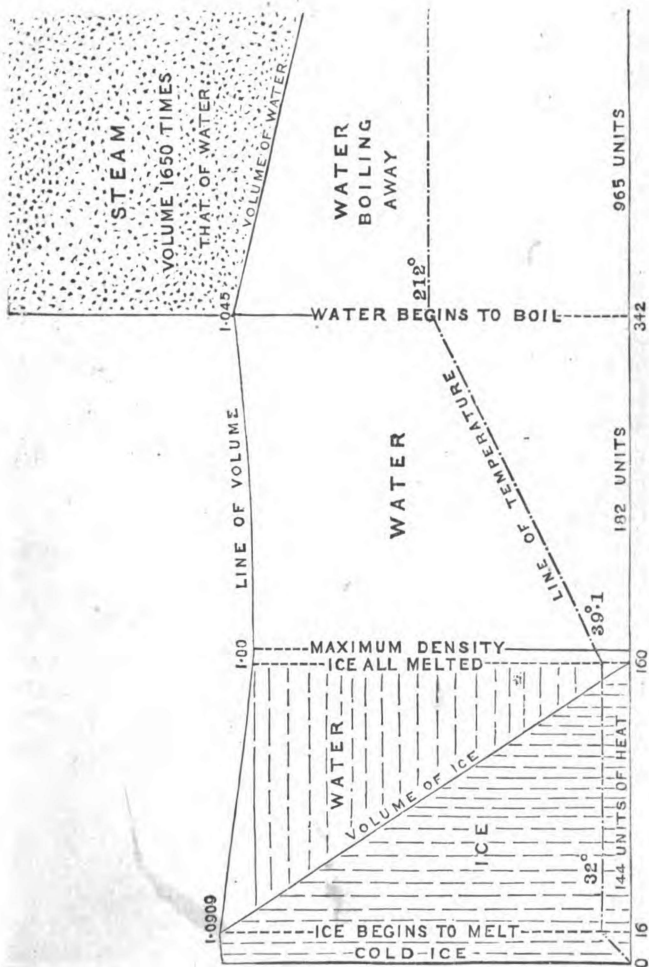 STEAM
VOLUME 1650 TIMES
THAT OF WATER
VOLUME OF WATER
WATER
BOILING
AWAY
965 UNITS
212°
1·045
WATER BEGINS TO BOIL
342
LINE OF VOLUME
WATER
LINE OF TEMPERATURE
182 UNITS
39°·1
1·00
MAXIMUM DENSITY
ICE ALL MELTED
160
WATER
VOLUME OF ICE
ICE
32°
144 UNITS OF HEAT
1·0909
ICE BEGINS TO MELT
16
COLD ICE
0